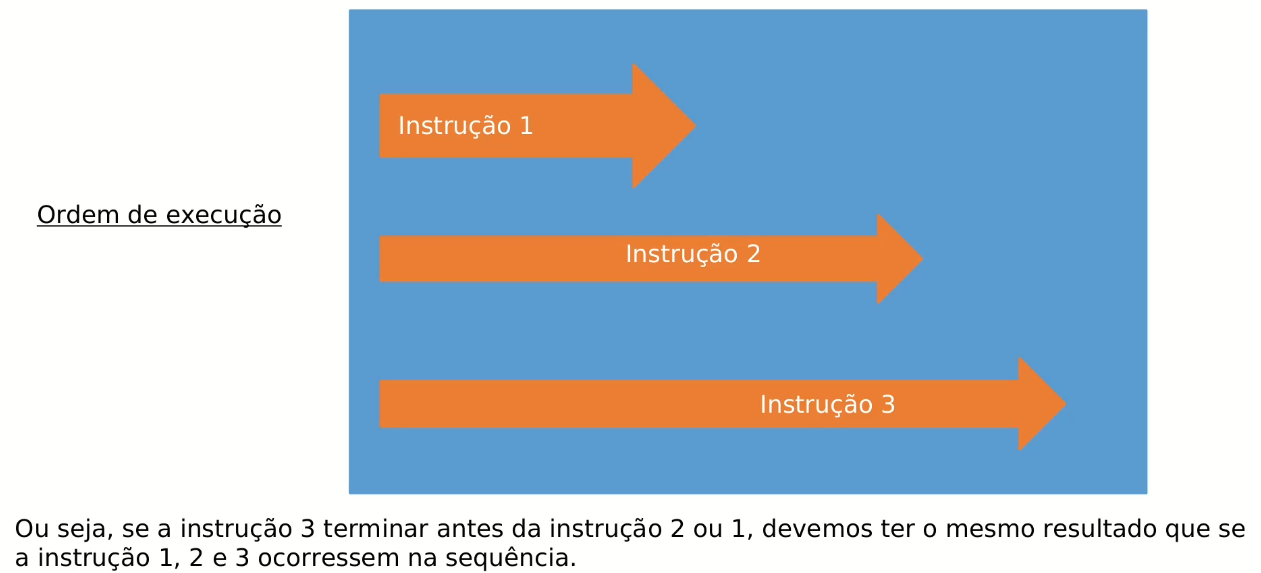 Instrução 1
Ordem de execução
Instrução 2
Instrução 3
Ou seja, se a instrução 3 terminar antes da instrução 2 ou 1, devemos ter o mesmo resultado que se
a instrução 1, 2 e 3 ocorressem na sequência.